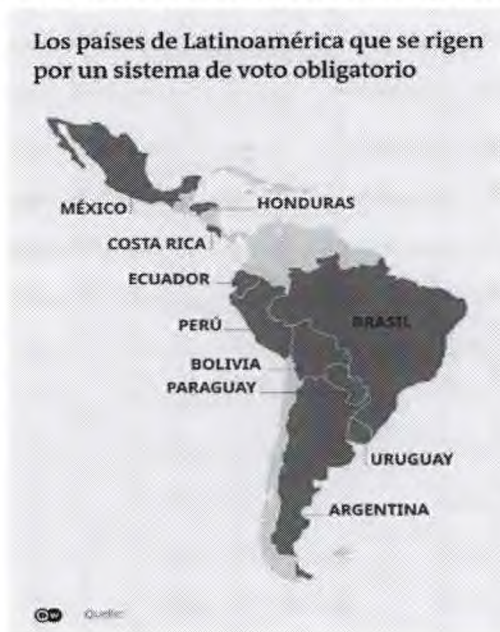 Los países de Latinoamérica que se rigen
por un sistema de voto obligatorio
MÉXICO
HONDURAS
COSTA RICA
ECUADOR
PERÚ
BRASIL
BOLIVIA
PARAGUAY
URUGUAY
ARGENTINA
DW Quelle: